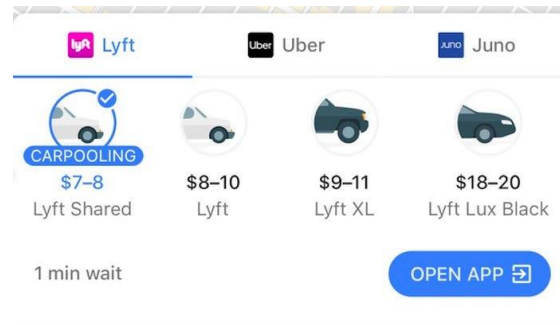 lyft Lyft
Uber Uber
JUNO Juno
CARPOOLING
$7–8 $8–10 $9–11 $18–20
Lyft Shared Lyft Lyft XL Lyft Lux Black
1 min wait OPEN APP